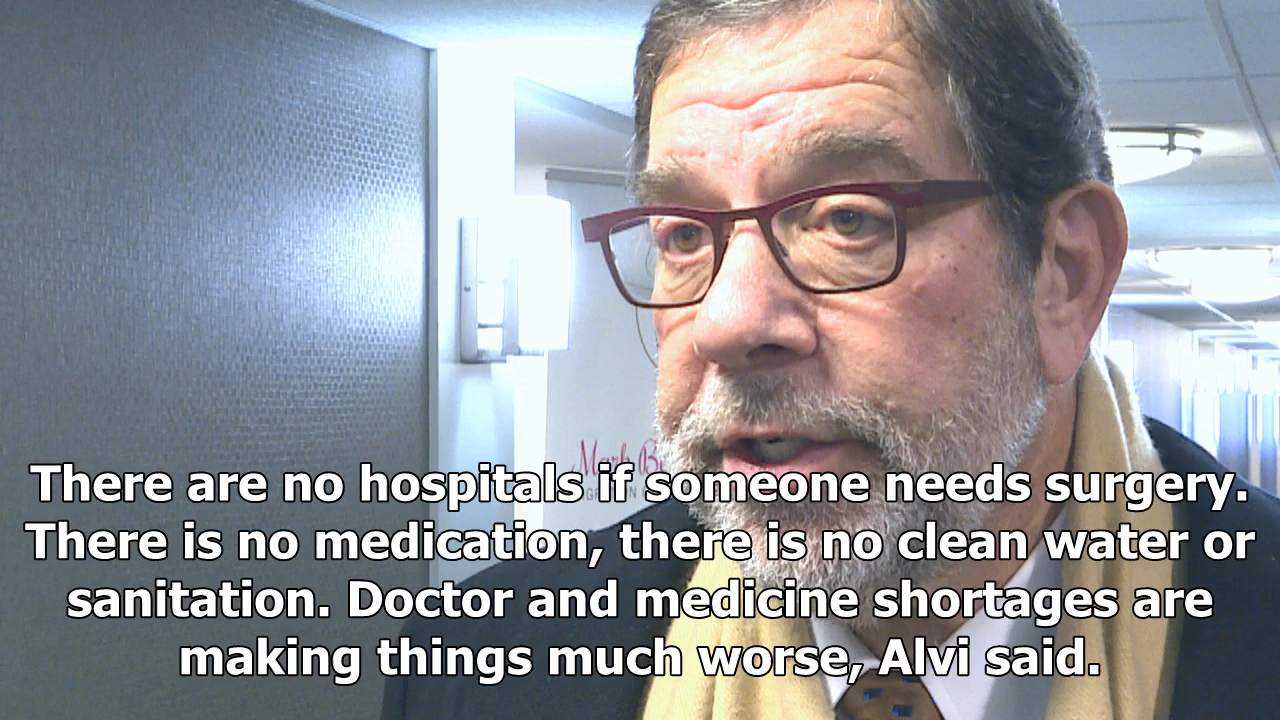 Mark
There are no hospitals if someone needs surgery.
There is no medication, there is no clean water or
sanitation. Doctor and medicine shortages are
making things much worse, Alvi said.